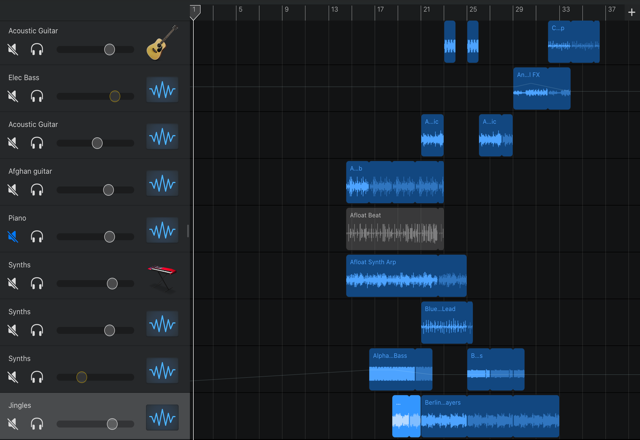 1 5 9 13 17 21 25 29 33 37 +
Acoustic Guitar
C...p
Elec Bass
An...l FX
Acoustic Guitar
A...ic A...ic
Afghan guitar
A...b
Piano
Afloat Beat
Synths
Afloat Synth Arp
Synths
Blue...Lead
Synths
Alpha...Bass B...s
Jingles
... Berlin...ayers